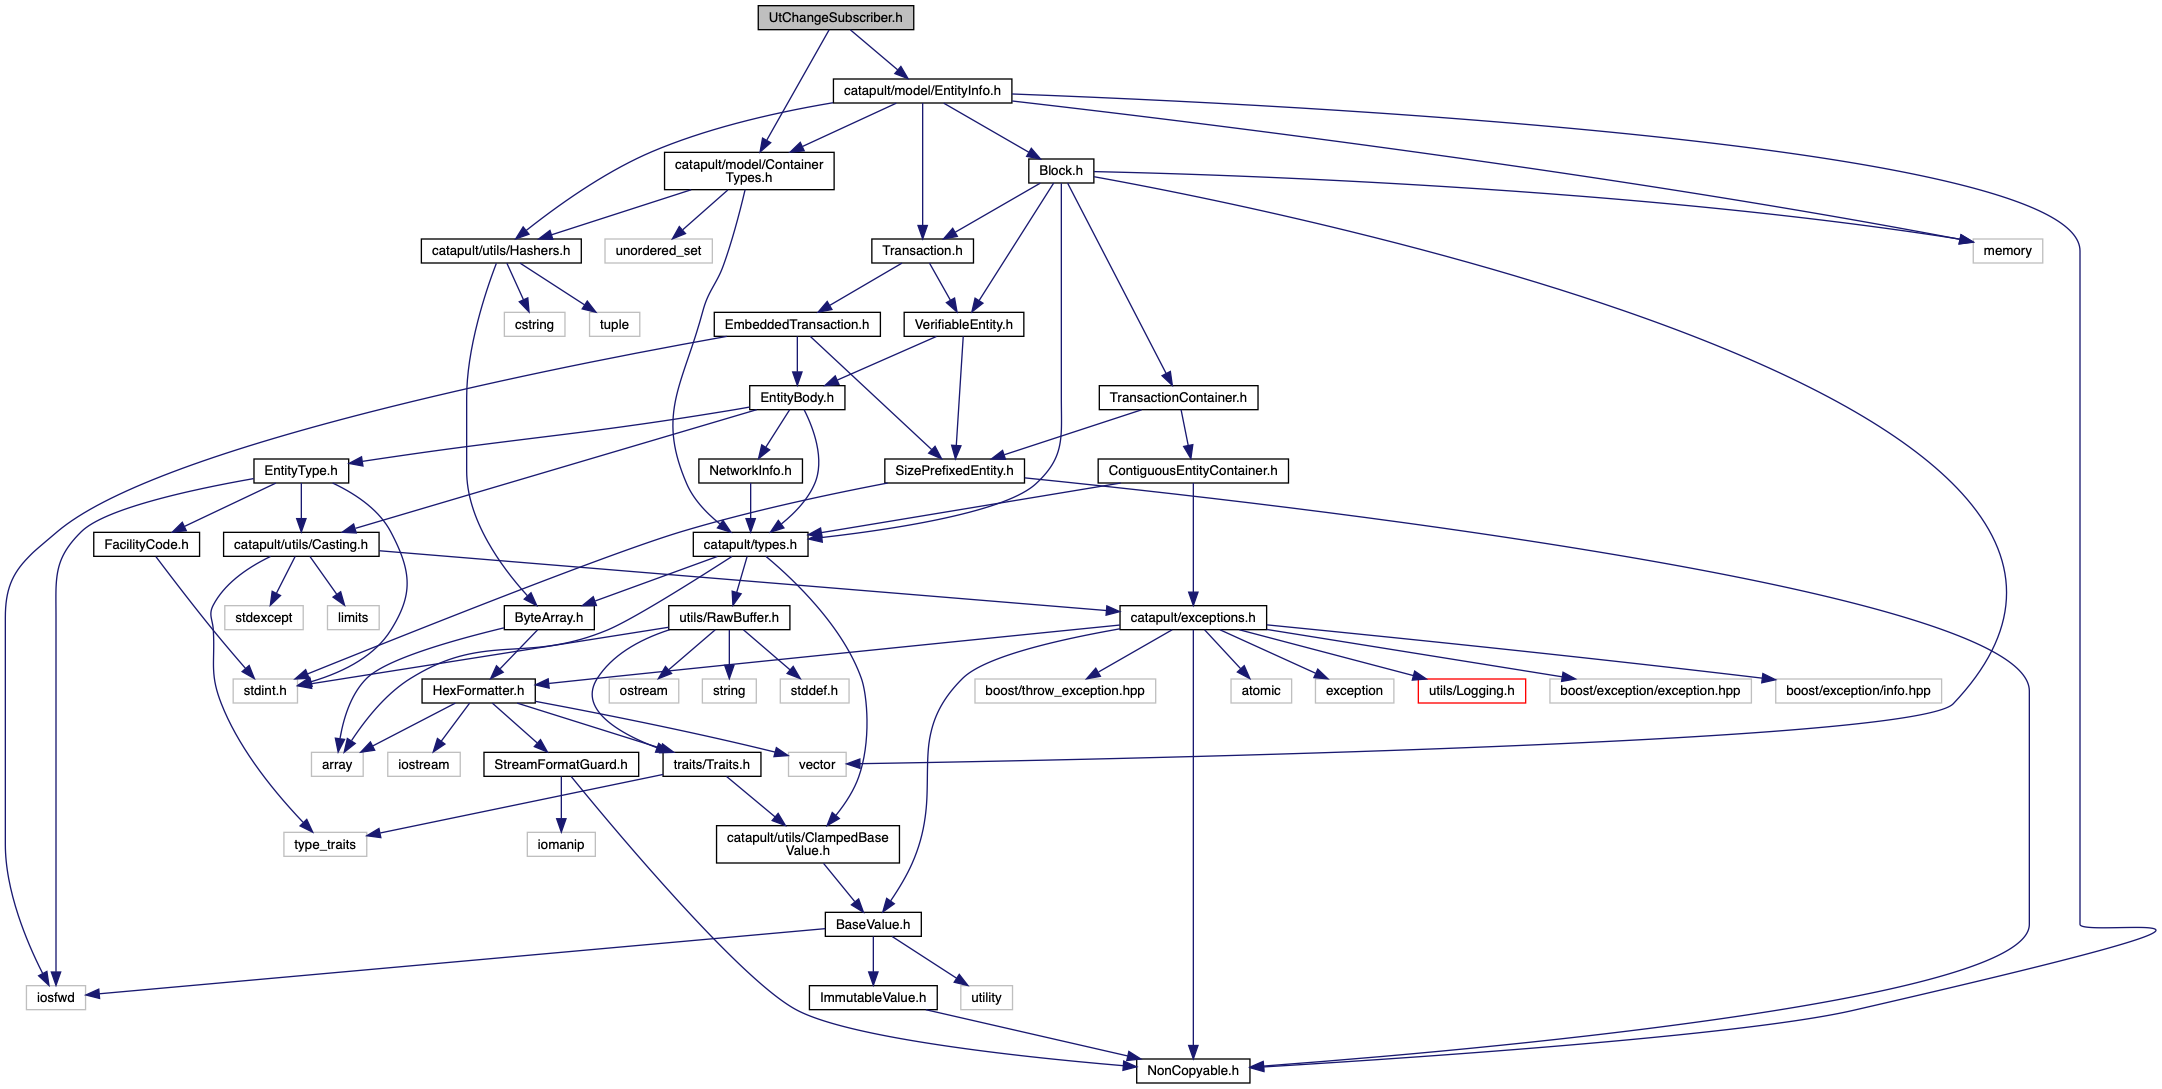 UtChangeSubscriber.h
catapult/model/EntityInfo.h
catapult/model/Container
Types.h
Block.h
catapult/utils/Hashers.h
unordered_set
Transaction.h
memory
cstring
tuple
EmbeddedTransaction.h
VerifiableEntity.h
EntityBody.h
TransactionContainer.h
EntityType.h
NetworkInfo.h
SizePrefixedEntity.h
ContiguousEntityContainer.h
FacilityCode.h
catapult/utils/Casting.h
catapult/types.h
stdexcept
limits
ByteArray.h
utils/RawBuffer.h
catapult/exceptions.h
stdint.h
HexFormatter.h
ostream
string
stddef.h
boost/throw_exception.hpp
atomic
exception
utils/Logging.h
boost/exception/exception.hpp
boost/exception/info.hpp
array
iostream
StreamFormatGuard.h
traits/Traits.h
vector
type_traits
iomanip
catapult/utils/ClampedBase
Value.h
BaseValue.h
iosfwd
ImmutableValue.h
utility
NonCopyable.h